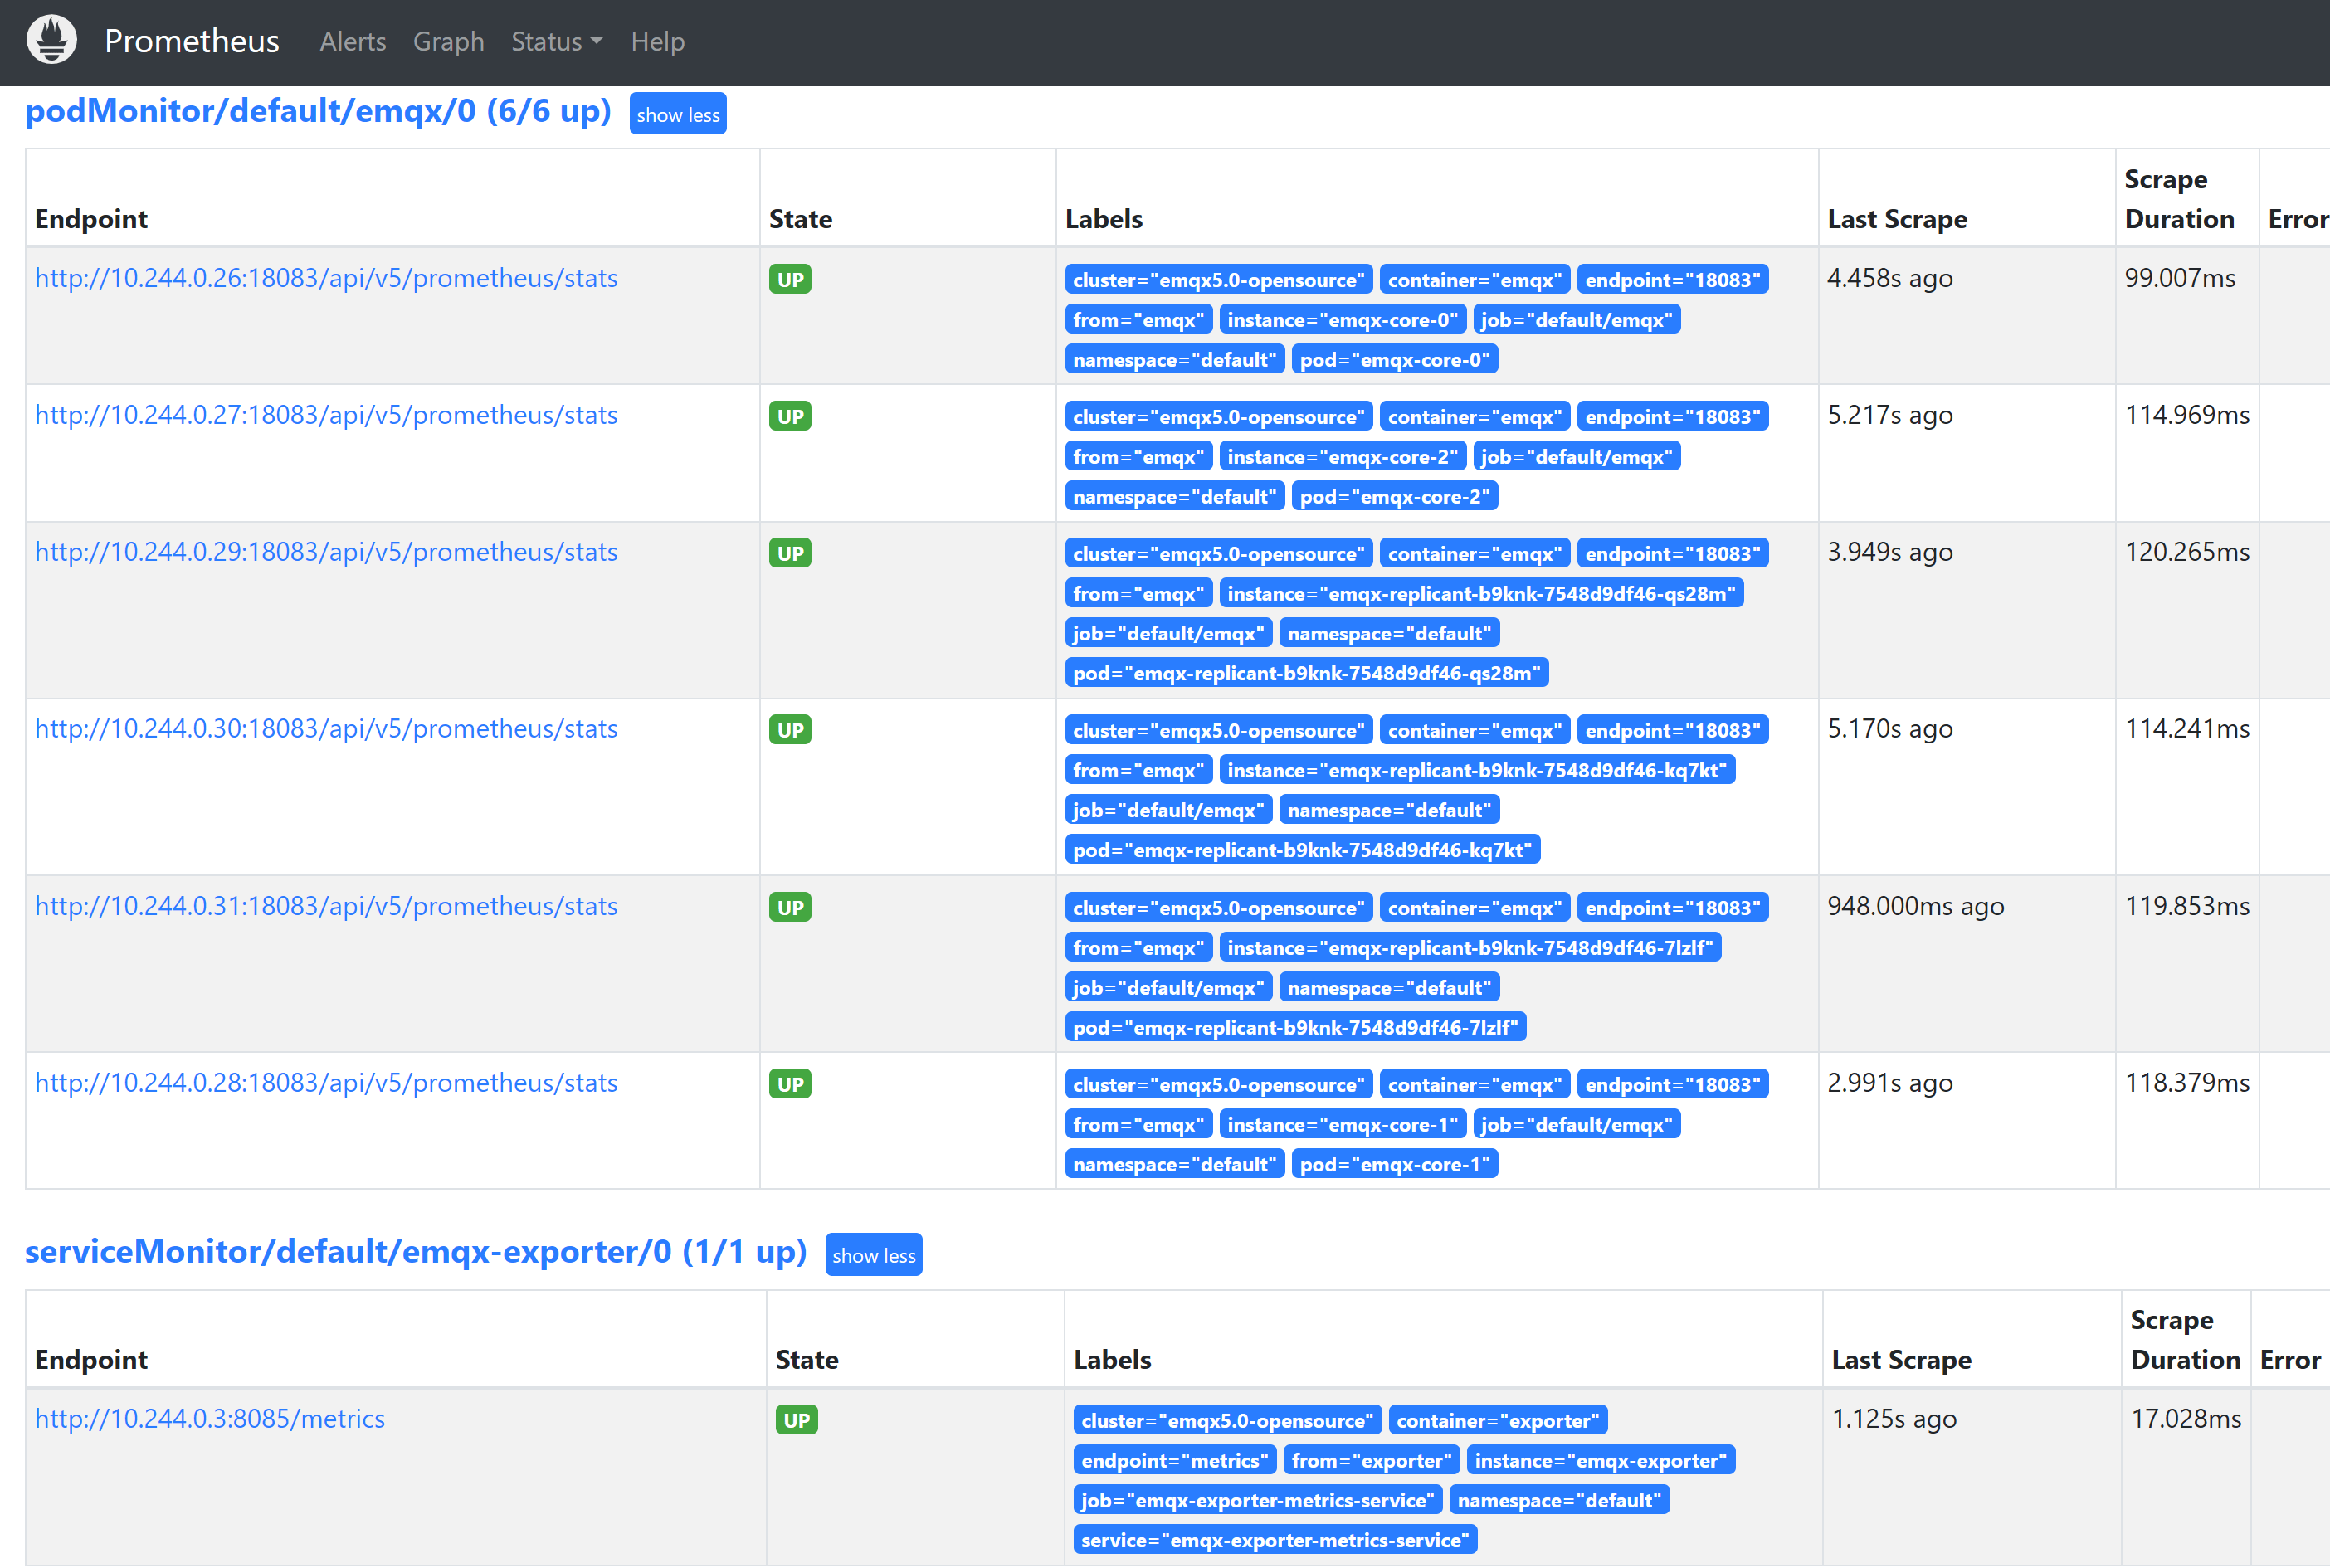 Prometheus Alerts Graph Status Help
podMonitor/default/emqx/0 (6/6 up) show less
Endpoint State Labels Last Scrape Scrape Duration Error
http://10.244.0.26:18083/api/v5/prometheus/stats UP cluster="emqx5.0-opensource" container="emqx" endpoint="18083" 4.458s ago 99.007ms
from="emqx" instance="emqx-core-0" job="default/emqx"
namespace="default" pod="emqx-core-0"
http://10.244.0.27:18083/api/v5/prometheus/stats UP cluster="emqx5.0-opensource" container="emqx" endpoint="18083" 5.217s ago 114.969ms
from="emqx" instance="emqx-core-2" job="default/emqx"
namespace="default" pod="emqx-core-2"
http://10.244.0.29:18083/api/v5/prometheus/stats UP cluster="emqx5.0-opensource" container="emqx" endpoint="18083" 3.949s ago 120.265ms
from="emqx" instance="emqx-replicant-b9knk-7548d9df46-qs28m"
job="default/emqx" namespace="default"
pod="emqx-replicant-b9knk-7548d9df46-qs28m"
http://10.244.0.30:18083/api/v5/prometheus/stats UP cluster="emqx5.0-opensource" container="emqx" endpoint="18083" 5.170s ago 114.241ms
from="emqx" instance="emqx-replicant-b9knk-7548d9df46-kq7kt"
job="default/emqx" namespace="default"
pod="emqx-replicant-b9knk-7548d9df46-kq7kt"
http://10.244.0.31:18083/api/v5/prometheus/stats UP cluster="emqx5.0-opensource" container="emqx" endpoint="18083" 948.000ms ago 119.853ms
from="emqx" instance="emqx-replicant-b9knk-7548d9df46-7lzlf"
job="default/emqx" namespace="default"
pod="emqx-replicant-b9knk-7548d9df46-7lzlf"
http://10.244.0.28:18083/api/v5/prometheus/stats UP cluster="emqx5.0-opensource" container="emqx" endpoint="18083" 2.991s ago 118.379ms
from="emqx" instance="emqx-core-1" job="default/emqx"
namespace="default" pod="emqx-core-1"
serviceMonitor/default/emqx-exporter/0 (1/1 up) show less
Endpoint State Labels Last Scrape Scrape Duration Error
http://10.244.0.3:8085/metrics UP cluster="emqx5.0-opensource" container="exporter" 1.125s ago 17.028ms
endpoint="metrics" from="exporter" instance="emqx-exporter"
job="emqx-exporter-metrics-service" namespace="default"
service="emqx-exporter-metrics-service"